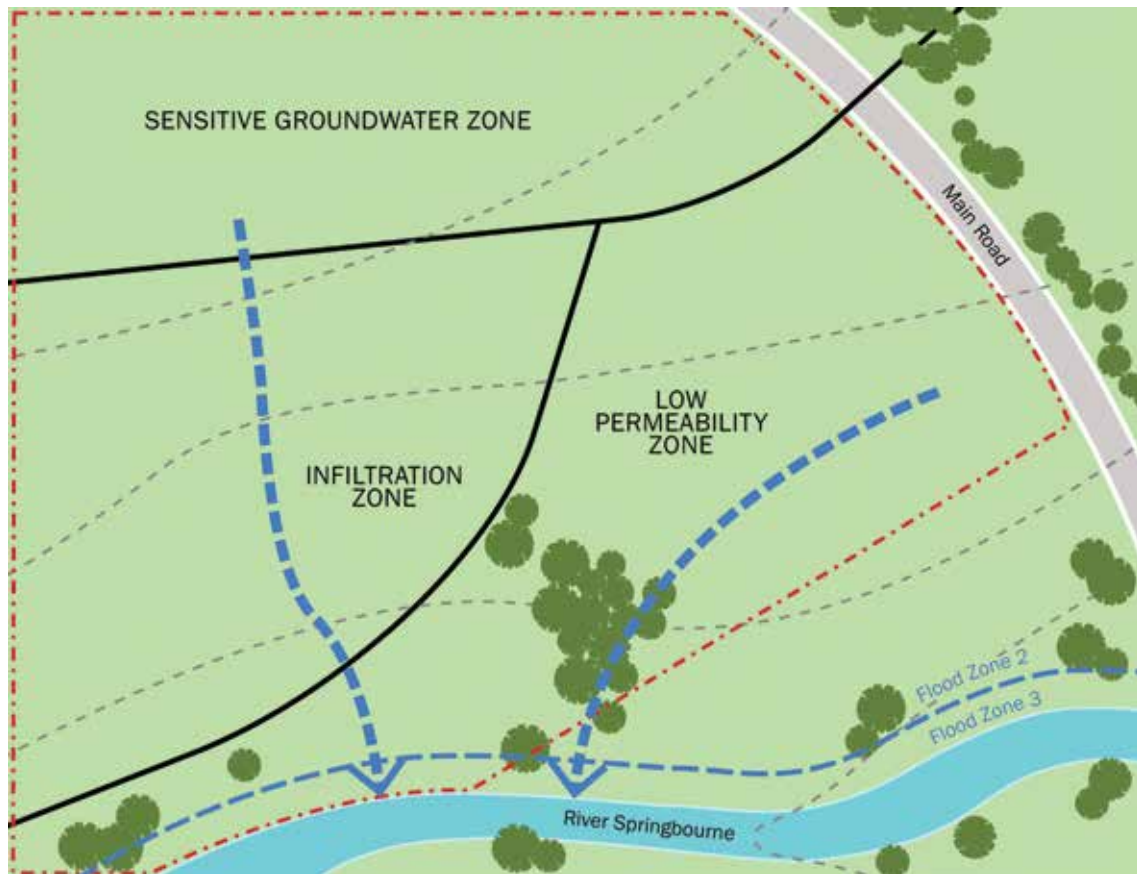 SENSITIVE GROUNDWATER ZONE
Main Road
LOW
PERMEABILITY
ZONE
INFILTRATION
ZONE
Flood Zone 2
Flood Zone 3
River Springbourne